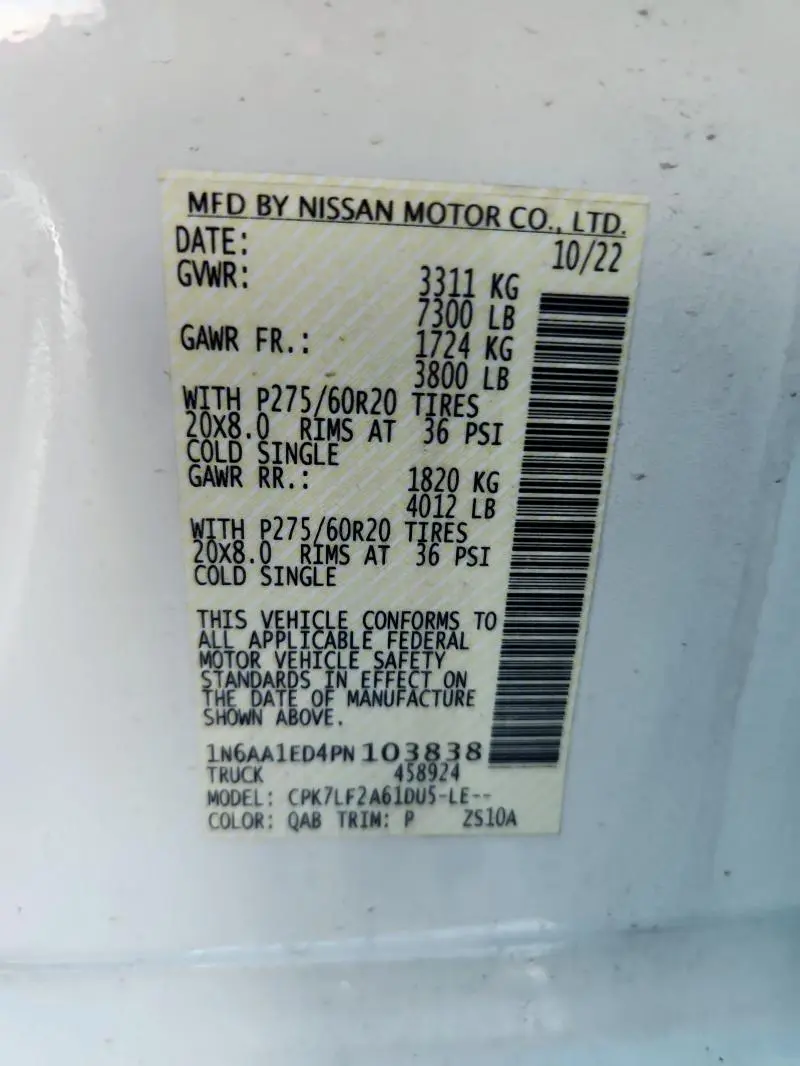 MFD BY NISSAN MOTOR CO., LTD.
DATE: 10/22
GVWR: 3311 KG
7300 LB
GAWR FR.: 1724 KG
3800 LB
WITH P275/60R20 TIRES
20X8.0 RIMS AT 36 PSI
COLD SINGLE
GAWR RR.: 1820 KG
4012 LB
WITH P275/60R20 TIRES
20X8.0 RIMS AT 36 PSI
COLD SINGLE
THIS VEHICLE CONFORMS TO
ALL APPLICABLE FEDERAL
MOTOR VEHICLE SAFETY
STANDARDS IN EFFECT ON
THE DATE OF MANUFACTURE
SHOWN ABOVE.
1N6AA1ED4PN103838
TRUCK 458924
MODEL: CPK7LF2A61DU5-LE--
COLOR: QAB TRIM: P ZS10A